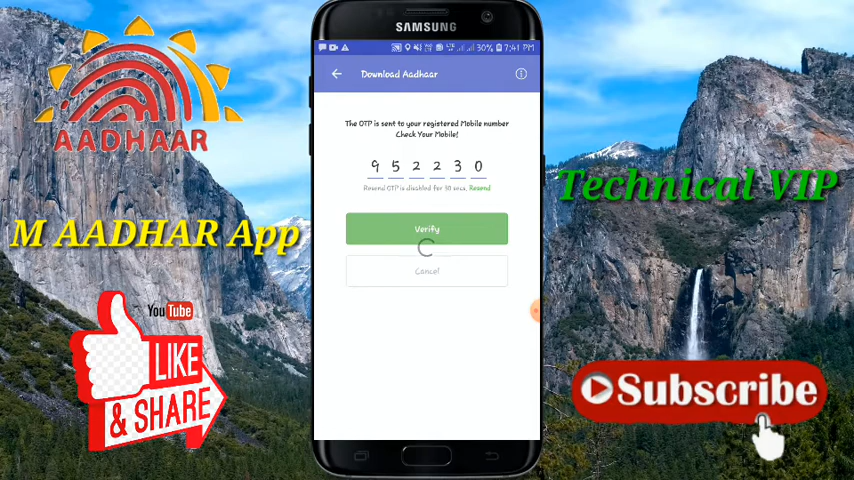 SAMSUNG
30% 7:41 PM
Download Aadhaar
AADHAAR
The OTP is sent to your registered Mobile number
Check Your Mobile!
9 5 2 2 3 0
Resend OTP is disabled for 30 secs. Resend
Technical VIP
M AADHAR App
Verify
Cancel
YouTube
LIKE
& SHARE
Subscribe